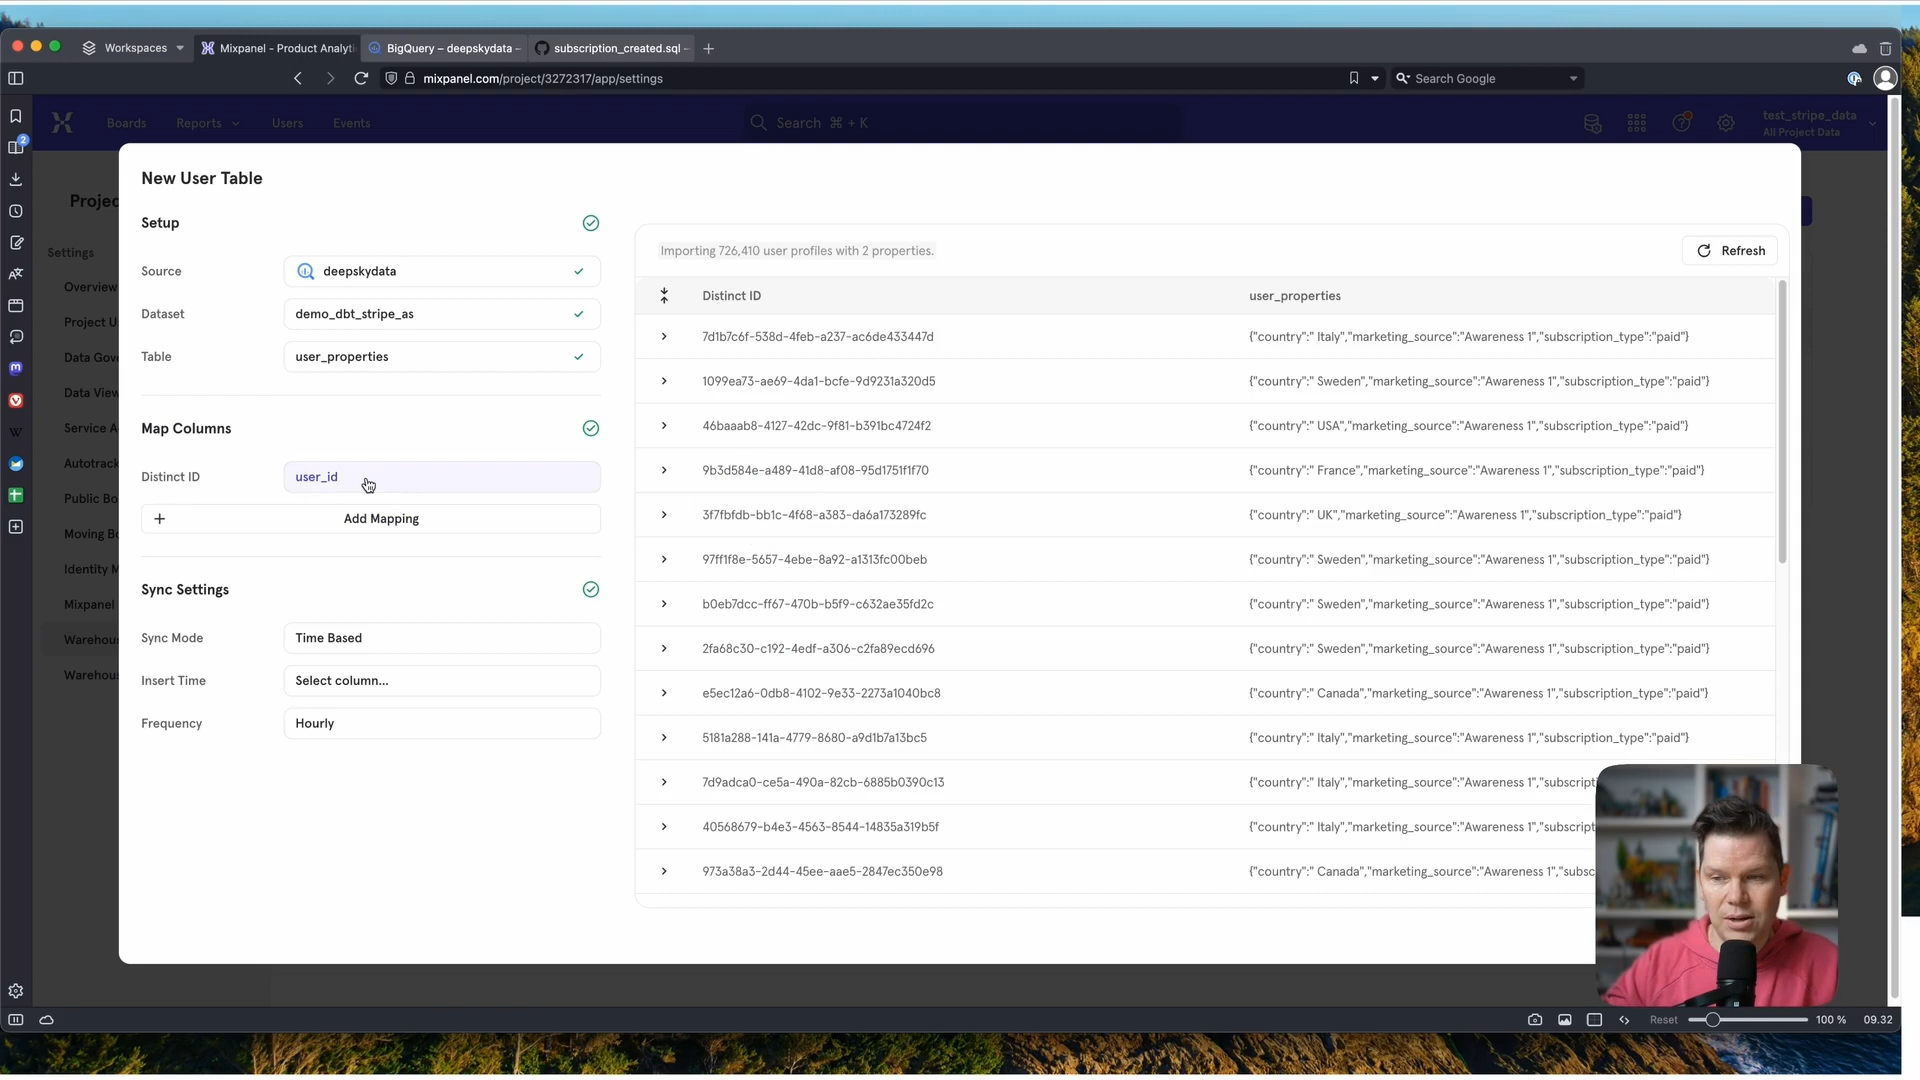 Workspaces
Mixpanel - Product Analyti
BigQuery – deepskydata -
subscription_created.sql -
mixpanel.com/project/3272317/app/settings
Search Google
2
Boards
Reports
Users
Events
Search ⌘ + K
test_stripe_data
All Project Data
Projec
Settings
Overview
Project U
Data Gov
Data View
Service A
Autotrack
Public Bo
Moving B
Identity M
Mixpanel
Warehou
Warehous
New User Table
Setup
Source
deepskydata
Dataset
demo_dbt_stripe_as
Table
user_properties
Map Columns
Distinct ID
user_id
+ Add Mapping
Sync Settings
Sync Mode
Time Based
Insert Time
Select column...
Frequency
Hourly
Importing 726,410 user profiles with 2 properties.
Refresh
Distinct ID
user_properties
7d1b7c6f-538d-4feb-a237-ac6de433447d
{"country":" Italy","marketing_source":"Awareness 1","subscription_type":"paid"}
1099ea73-ae69-4da1-bcfe-9d9231a320d5
{"country":" Sweden","marketing_source":"Awareness 1","subscription_type":"paid"}
46baaab8-4127-42dc-9f81-b391bc4724f2
{"country":" USA","marketing_source":"Awareness 1","subscription_type":"paid"}
9b3d584e-a489-41d8-af08-95d1751f1f70
{"country":" France","marketing_source":"Awareness 1","subscription_type":"paid"}
3f7fbfdb-bb1c-4f68-a383-da6a173289fc
{"country":" UK","marketing_source":"Awareness 1","subscription_type":"paid"}
97ff1f8e-5657-4ebe-8a92-a1313fc00beb
{"country":" Sweden","marketing_source":"Awareness 1","subscription_type":"paid"}
b0eb7dcc-ff67-470b-b5f9-c632ae35fd2c
{"country":" Sweden","marketing_source":"Awareness 1","subscription_type":"paid"}
2fa68c30-c192-4edf-a306-c2fa89ecd696
{"country":" Sweden","marketing_source":"Awareness 1","subscription_type":"paid"}
e5ec12a6-0db8-4102-9e33-2273a1040bc8
{"country":" Canada","marketing_source":"Awareness 1","subscription_type":"paid"}
5181a288-141a-4779-8680-a9d1b7a13bc5
{"country":" Italy","marketing_source":"Awareness 1","subscription_type":"paid"}
7d9adca0-ce5a-490a-82cb-6885b0390c13
{"country":" Italy","marketing_source":"Awareness 1","subscript
40568679-b4e3-4563-8544-14835a319b5f
{"country":" Italy","marketing_source":"Awareness 1","subscript
973a38a3-2d44-45ee-aae5-2847ec350e98
{"country":" Canada","marketing_source":"Awareness 1","subsc
Reset
100 %
09.32